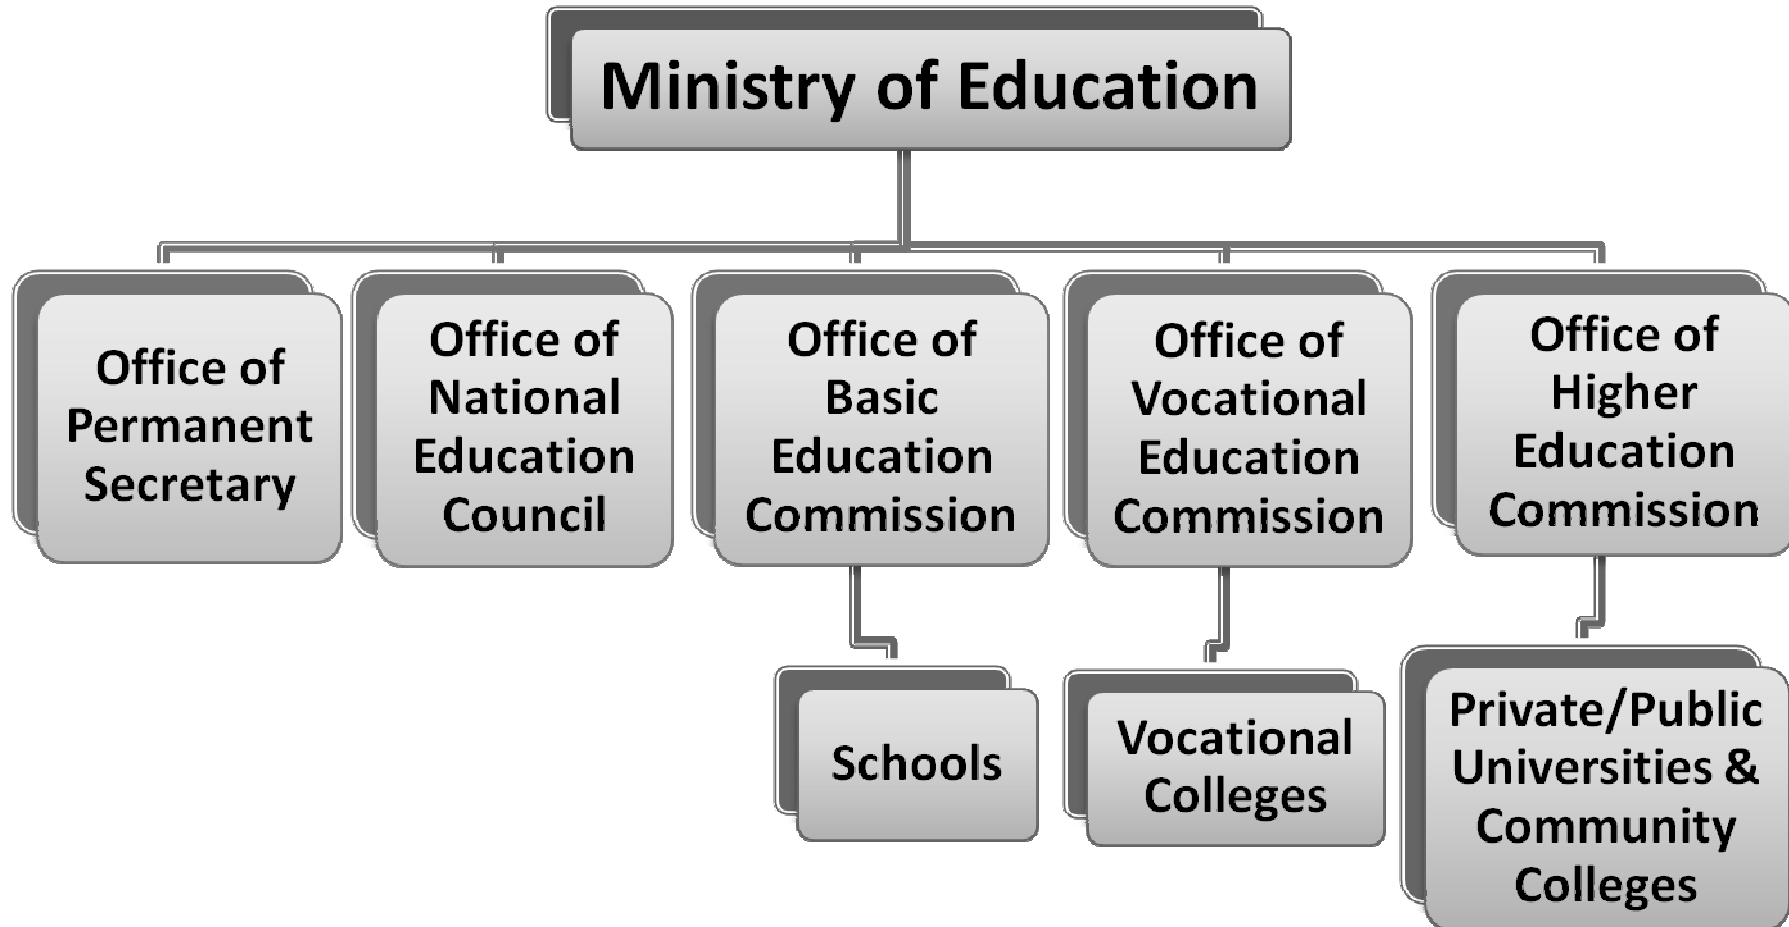 Ministry of Education
Office of
Permanent
Secretary
Office of
National
Education
Council
Office of
Basic
Education
Commission
Office of
Vocational
Education
Commission
Office of
Higher
Education
Commission
Schools
Vocational
Colleges
Private/Public
Universities &
Community
Colleges